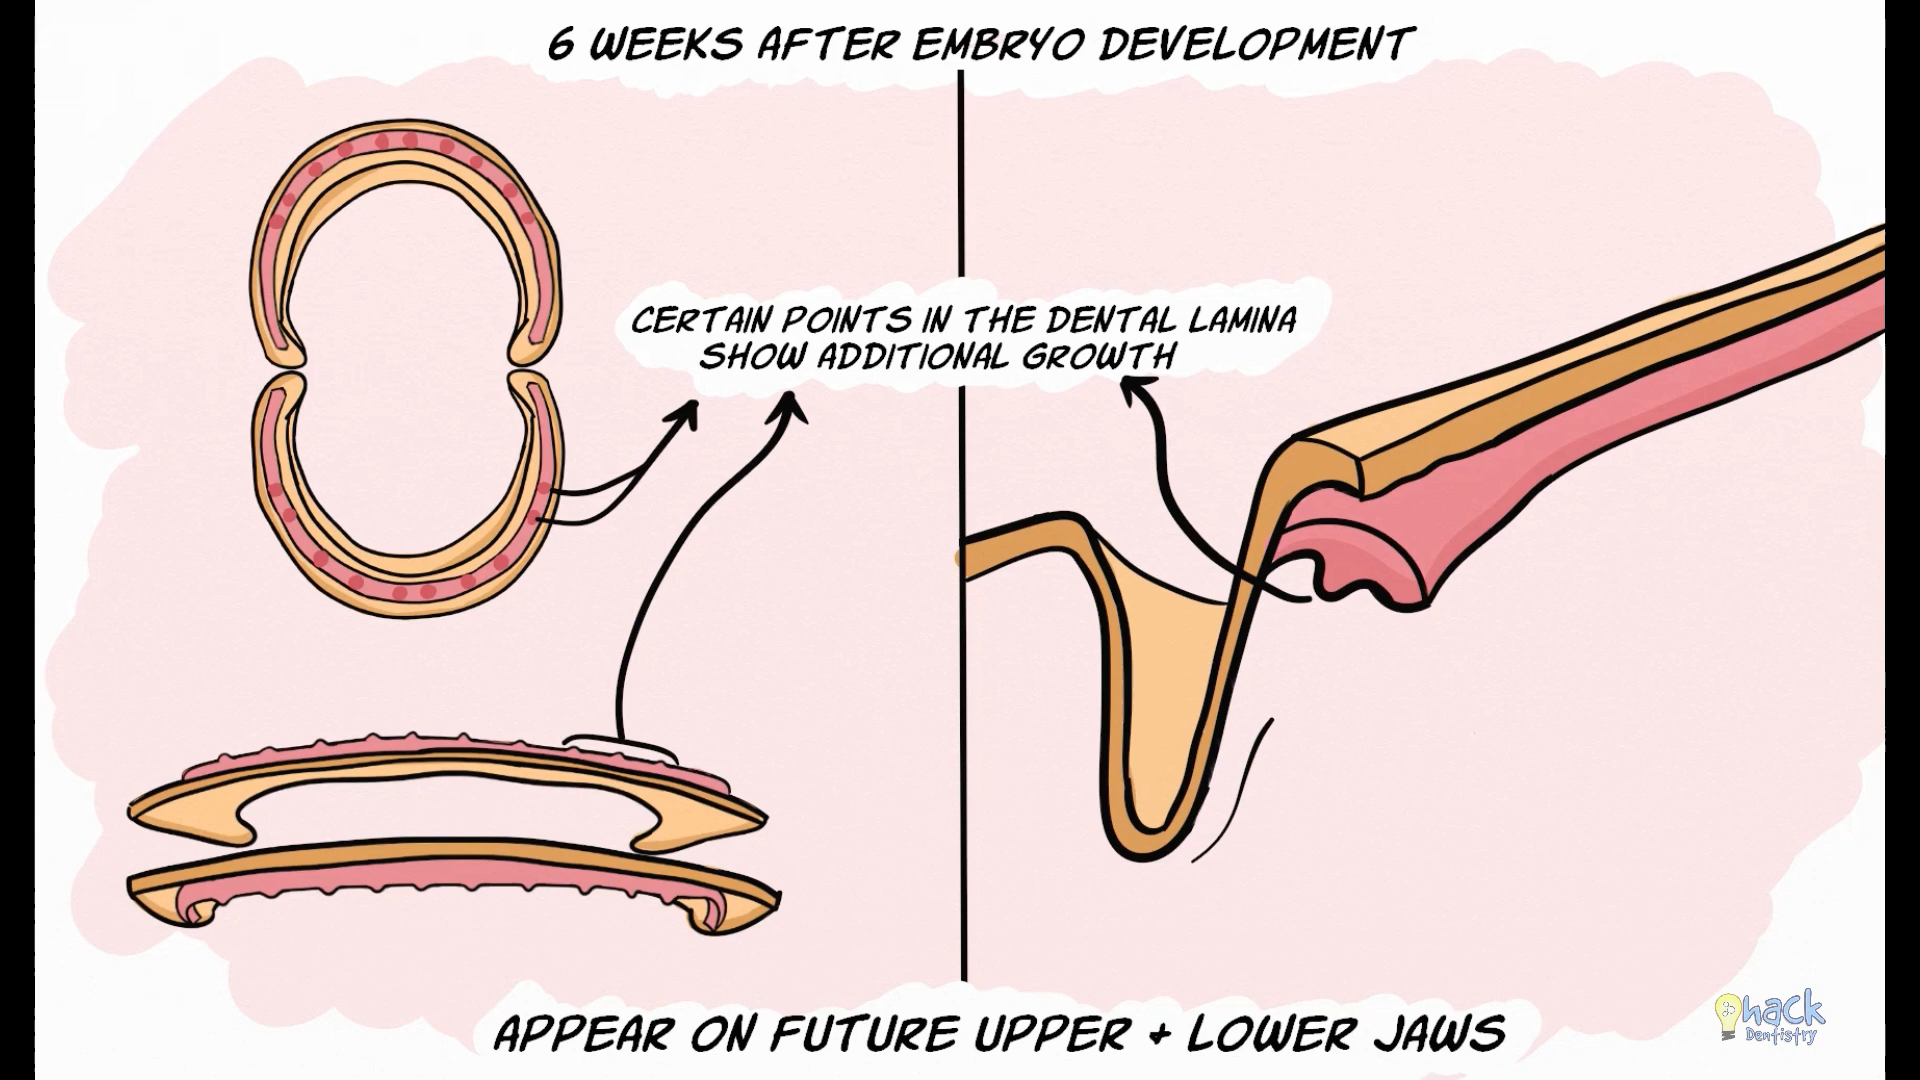 6 WEEKS AFTER EMBRYO DEVELOPMENT
CERTAIN POINTS IN THE DENTAL LAMINA
SHOW ADDITIONAL GROWTH
APPEAR ON FUTURE UPPER + LOWER JAWS
hack
Dentistry